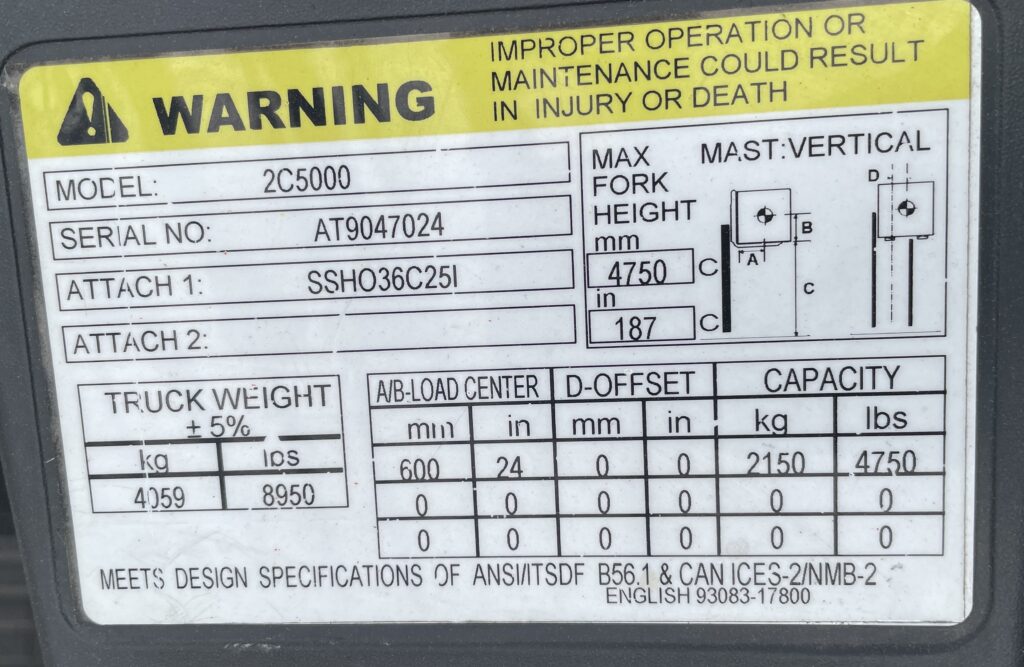 WARNING
IMPROPER OPERATION OR
MAINTENANCE COULD RESULT
IN INJURY OR DEATH
MODEL: 2C5000
SERIAL NO: AT9047024
ATTACH 1: SSHO36C25I
ATTACH 2:
MAX
FORK
HEIGHT
mm
4750 C
in
187 C
MAST:VERTICAL
D
B
A
C
TRUCK WEIGHT
± 5%
kg lbs
4059 8950
A/B-LOAD CENTER D-OFFSET CAPACITY
mm in mm in kg lbs
600 24 0 0 2150 4750
0 0 0 0 0 0
0 0 0 0 0 0
MEETS DESIGN SPECIFICATIONS OF ANSI/ITSDF B56.1 & CAN ICES-2/NMB-2
ENGLISH 93083-17800